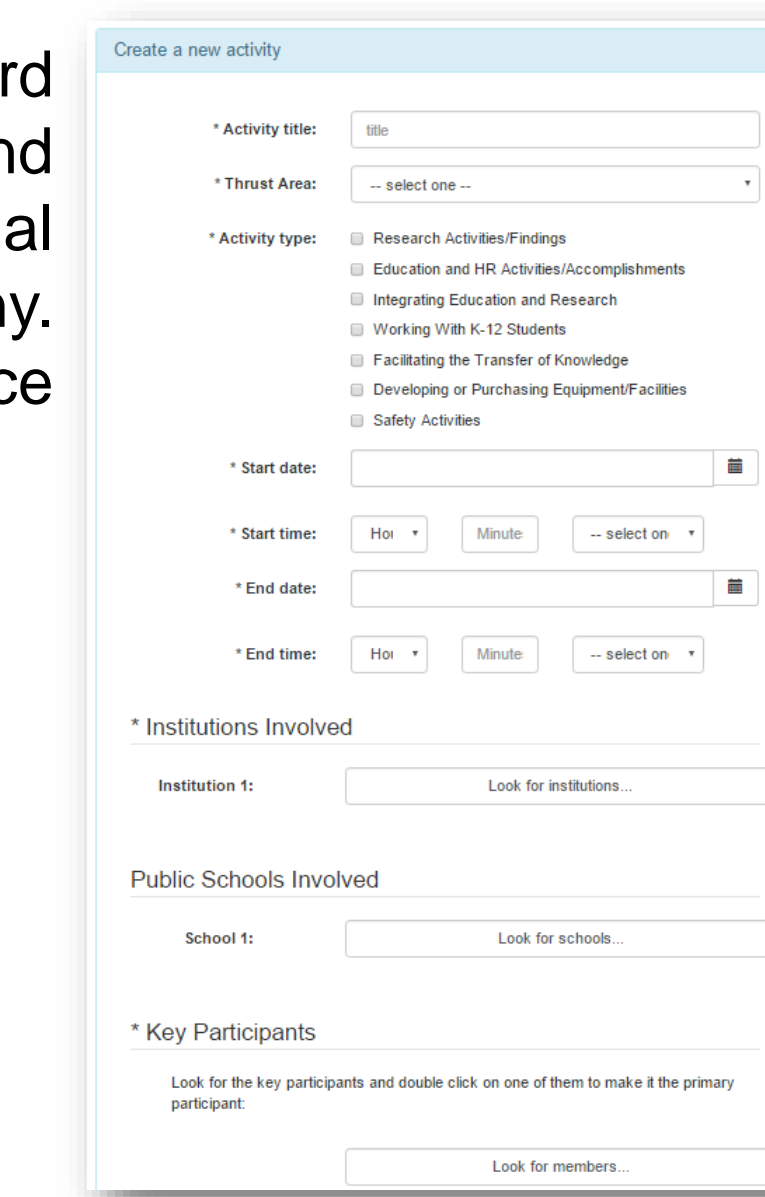 rd
nd
al
ny.
ce
Create a new activity
* Activity title:
title
* Thrust Area:
-- select one --
* Activity type:
Research Activities/Findings
Education and HR Activities/Accomplishments
Integrating Education and Research
Working With K-12 Students
Facilitating the Transfer of Knowledge
Developing or Purchasing Equipment/Facilities
Safety Activities
* Start date:
* Start time:
Hou
Minute
-- select on
* End date:
* End time:
Hou
Minute
-- select on
* Institutions Involved
Institution 1:
Look for institutions...
Public Schools Involved
School 1:
Look for schools...
* Key Participants
Look for the key participants and double click on one of them to make it the primary
participant:
Look for members...